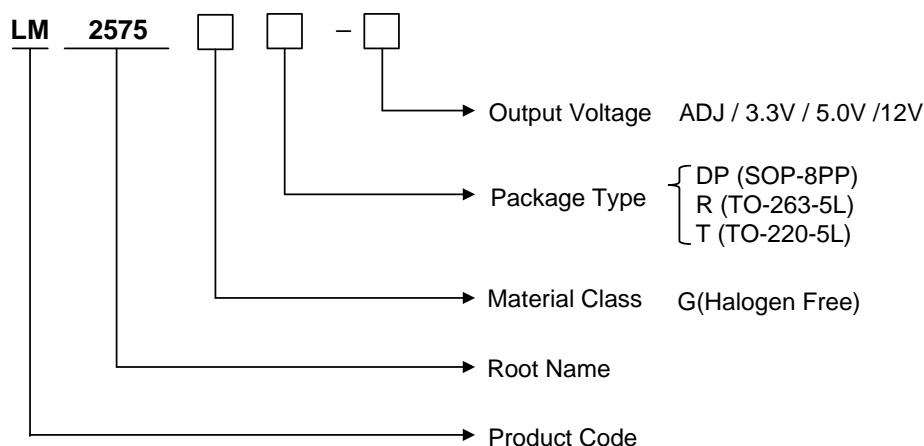 LM 2575 –
Output Voltage ADJ / 3.3V / 5.0V /12V
Package Type DP (SOP-8PP)
R (TO-263-5L)
T (TO-220-5L)
Material Class G(Halogen Free)
Root Name
Product Code